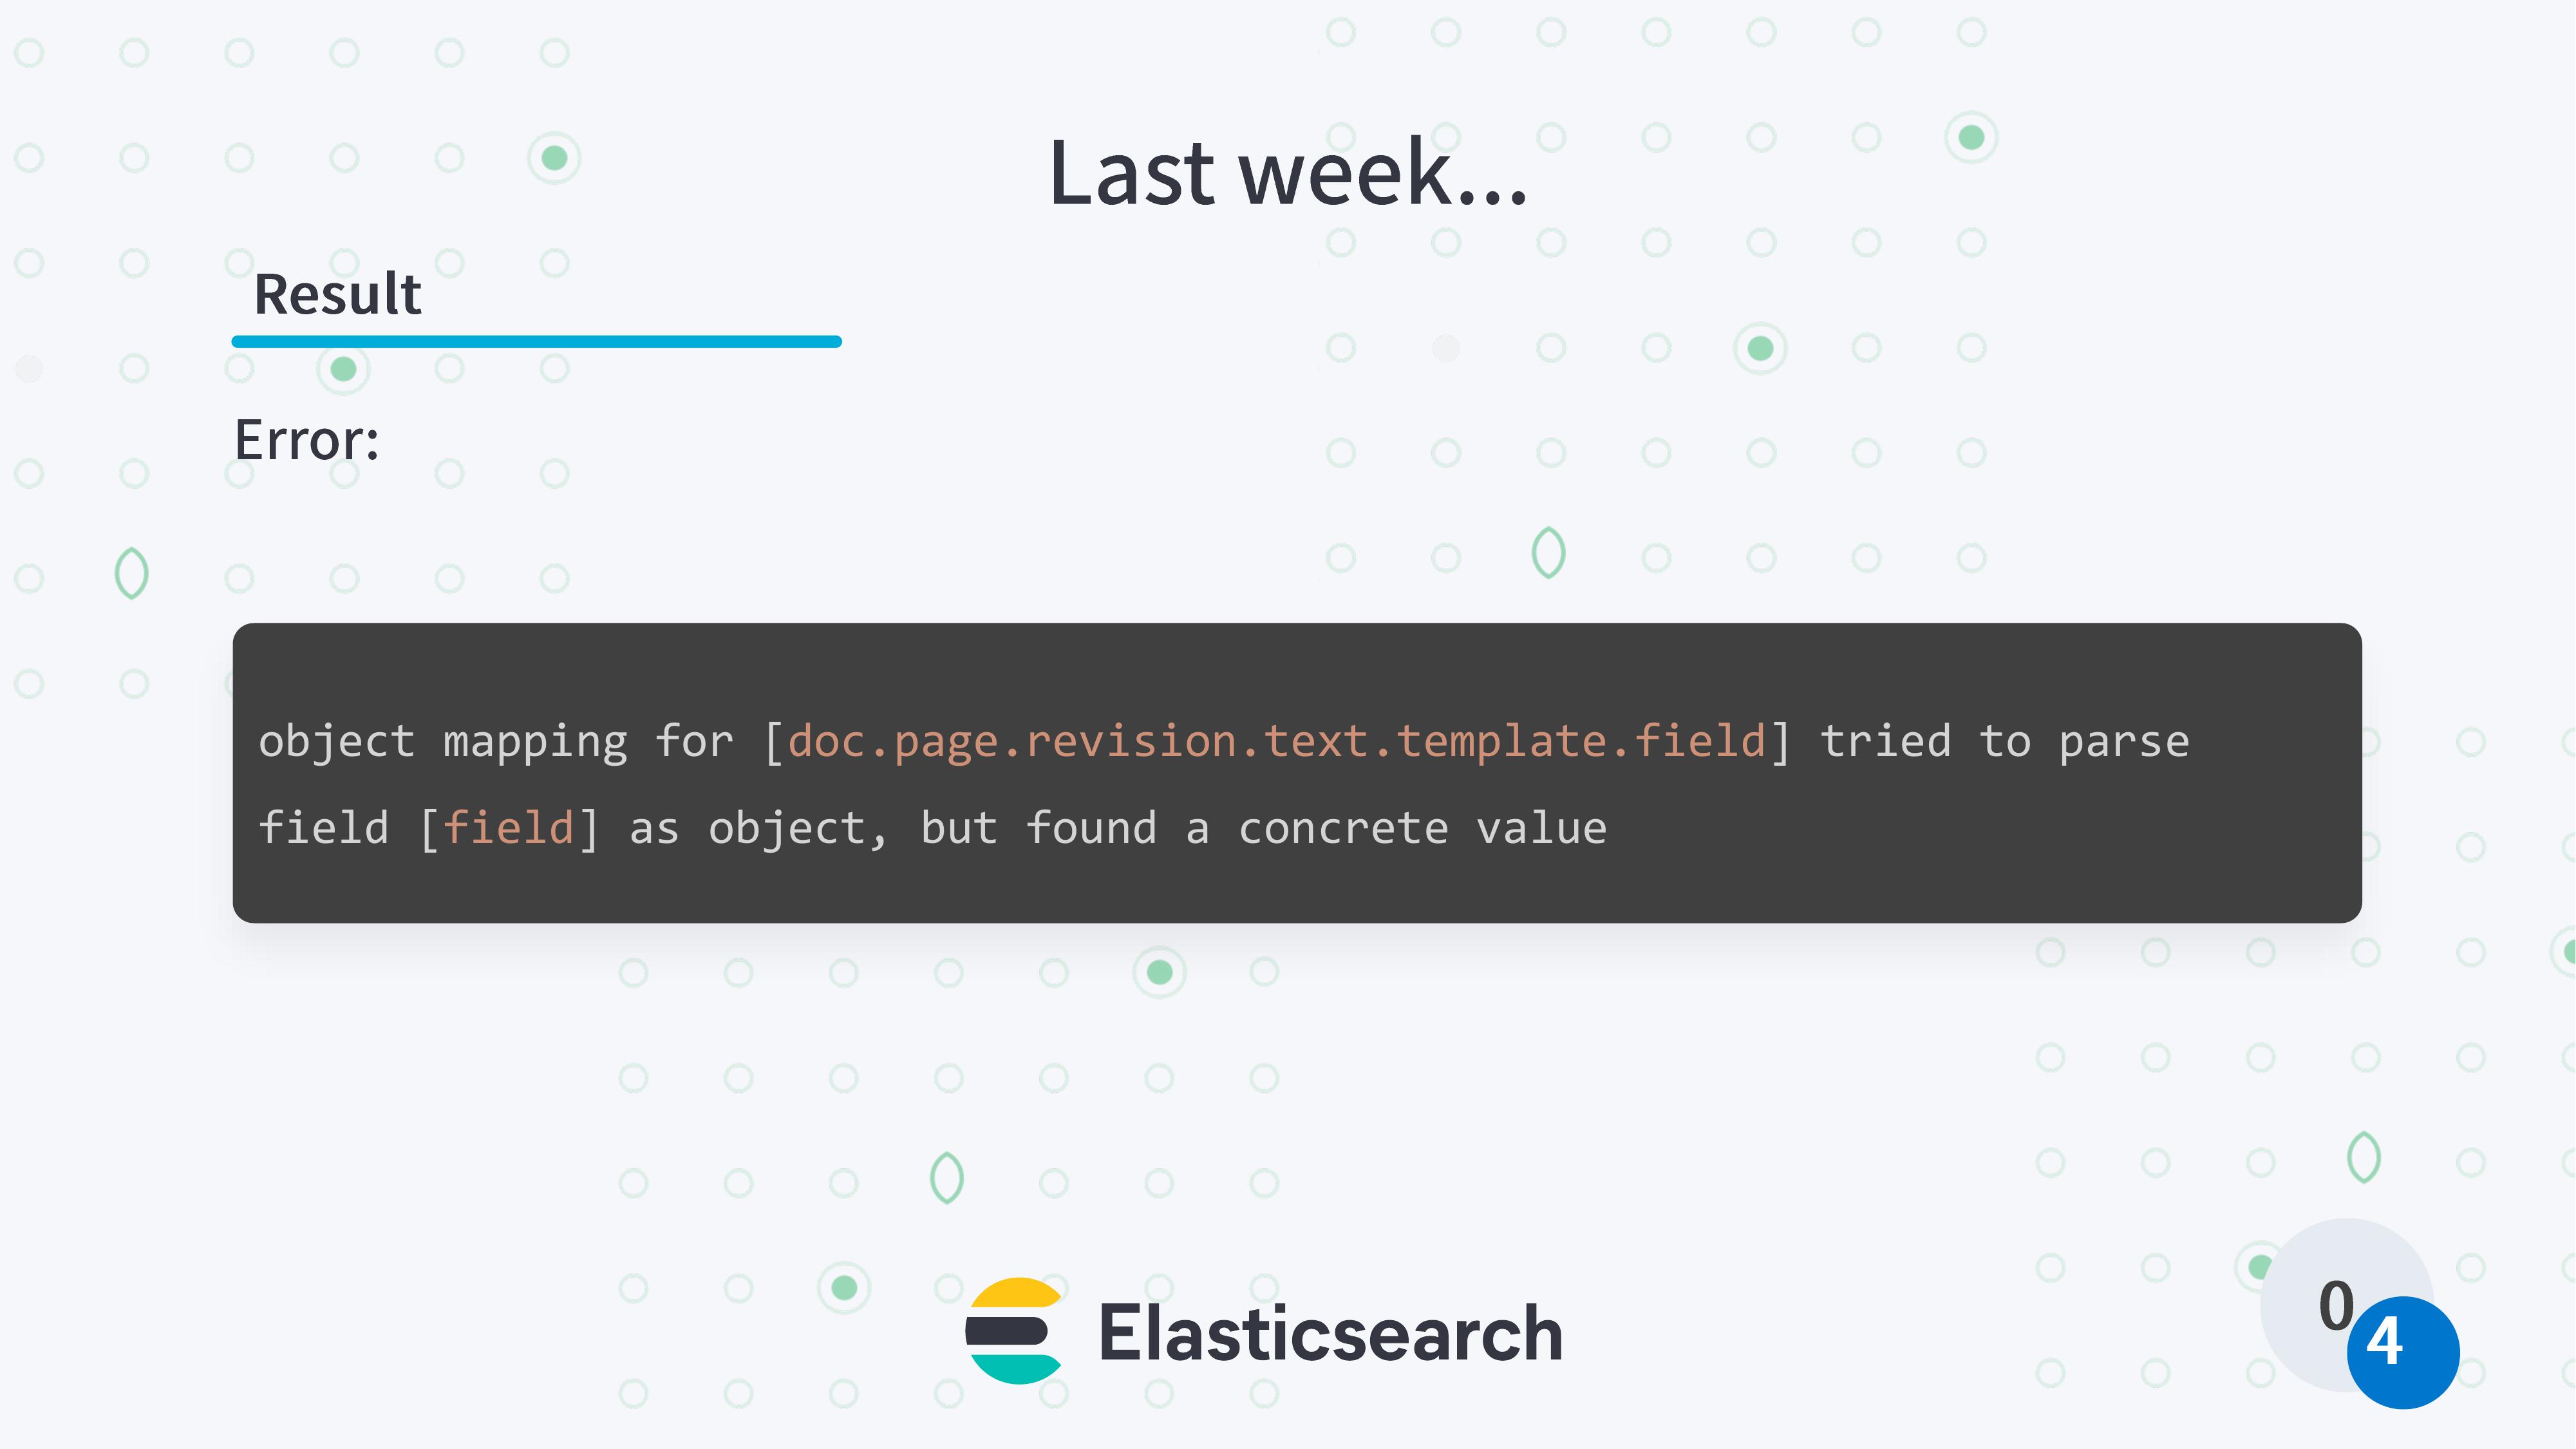 Last week...
Result
Error:
object mapping for [doc.page.revision.text.template.field] tried to parse
field [field] as object, but found a concrete value
Elasticsearch
04